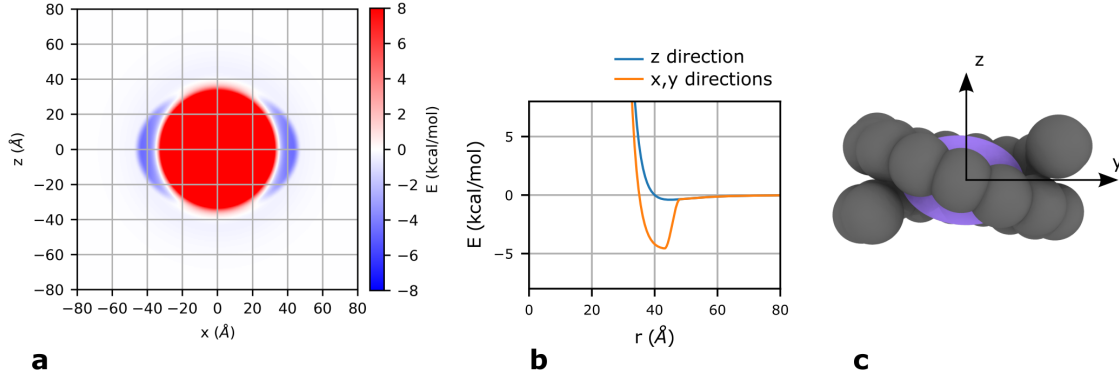 80
60
40
20
0
−20
−40
−60
−80
z (Å)
−80 −60 −40 −20 0 20 40 60 80
x (Å)
8
6
4
2
0
−2
−4
−6
−8
E (kcal/mol)
a
z direction
x,y directions
5
0
−5
E (kcal/mol)
0 20 40 60 80
r (Å)
b
z
y
c